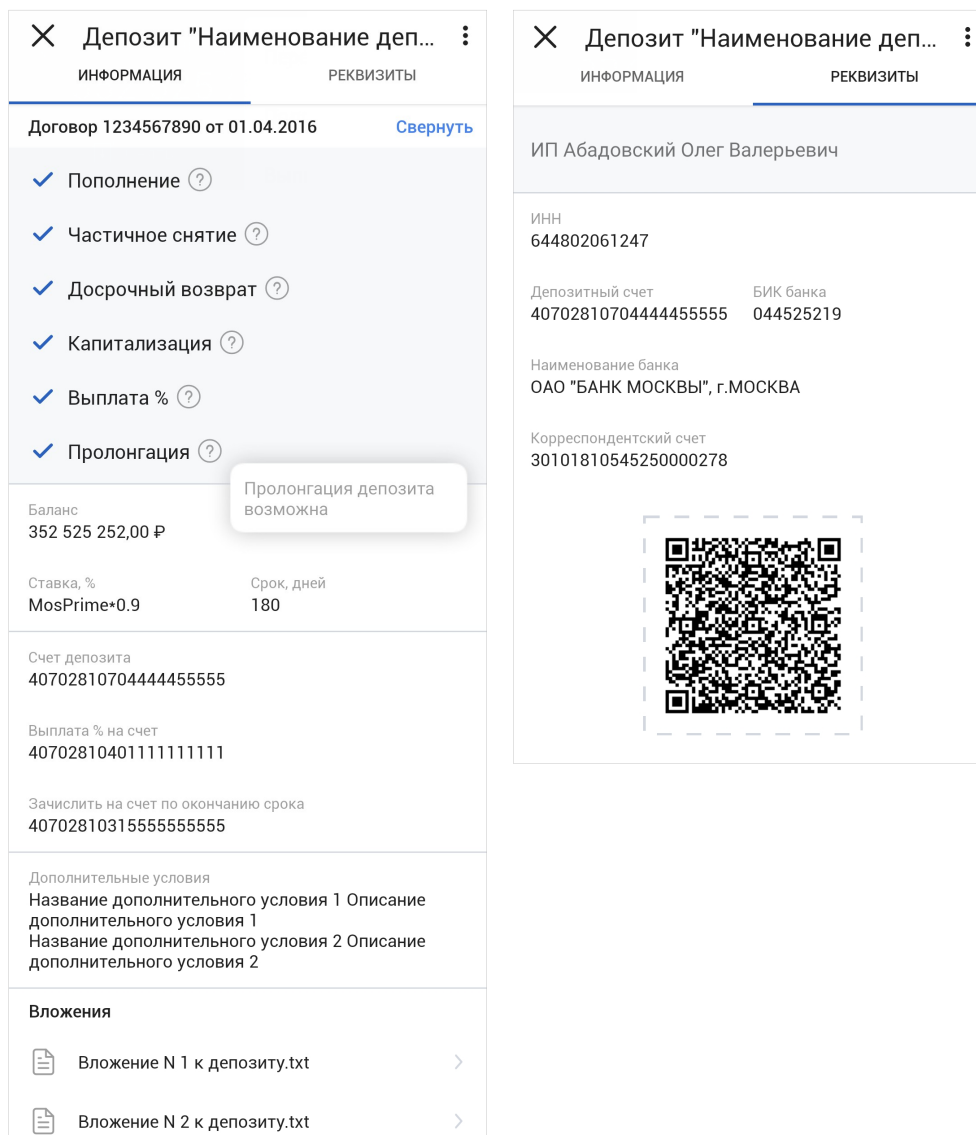 Депозит "Наименование деп...
ИНФОРМАЦИЯ РЕКВИЗИТЫ
Договор 1234567890 от 01.04.2016 Свернуть
Пополнение ?
Частичное снятие ?
Досрочный возврат ?
Капитализация ?
Выплата % ?
Пролонгация ?
Пролонгация депозита
возможна
Баланс
352 525 252,00 ₽
Ставка, % Срок, дней
MosPrime*0.9 180
Счет депозита
40702810704444455555
Выплата % на счет
40702810401111111111
Зачислить на счет по окончанию срока
40702810315555555555
Дополнительные условия
Название дополнительного условия 1 Описание
дополнительного условия 1
Название дополнительного условия 2 Описание
дополнительного условия 2
Вложения
Вложение N 1 к депозиту.txt
Вложение N 2 к депозиту.txt
Депозит "Наименование деп...
ИНФОРМАЦИЯ РЕКВИЗИТЫ
ИП Абадовский Олег Валерьевич
ИНН
644802061247
Депозитный счет БИК банка
40702810704444455555 044525219
Наименование банка
ОАО "БАНК МОСКВЫ", г.МОСКВА
Корреспондентский счет
30101810545250000278